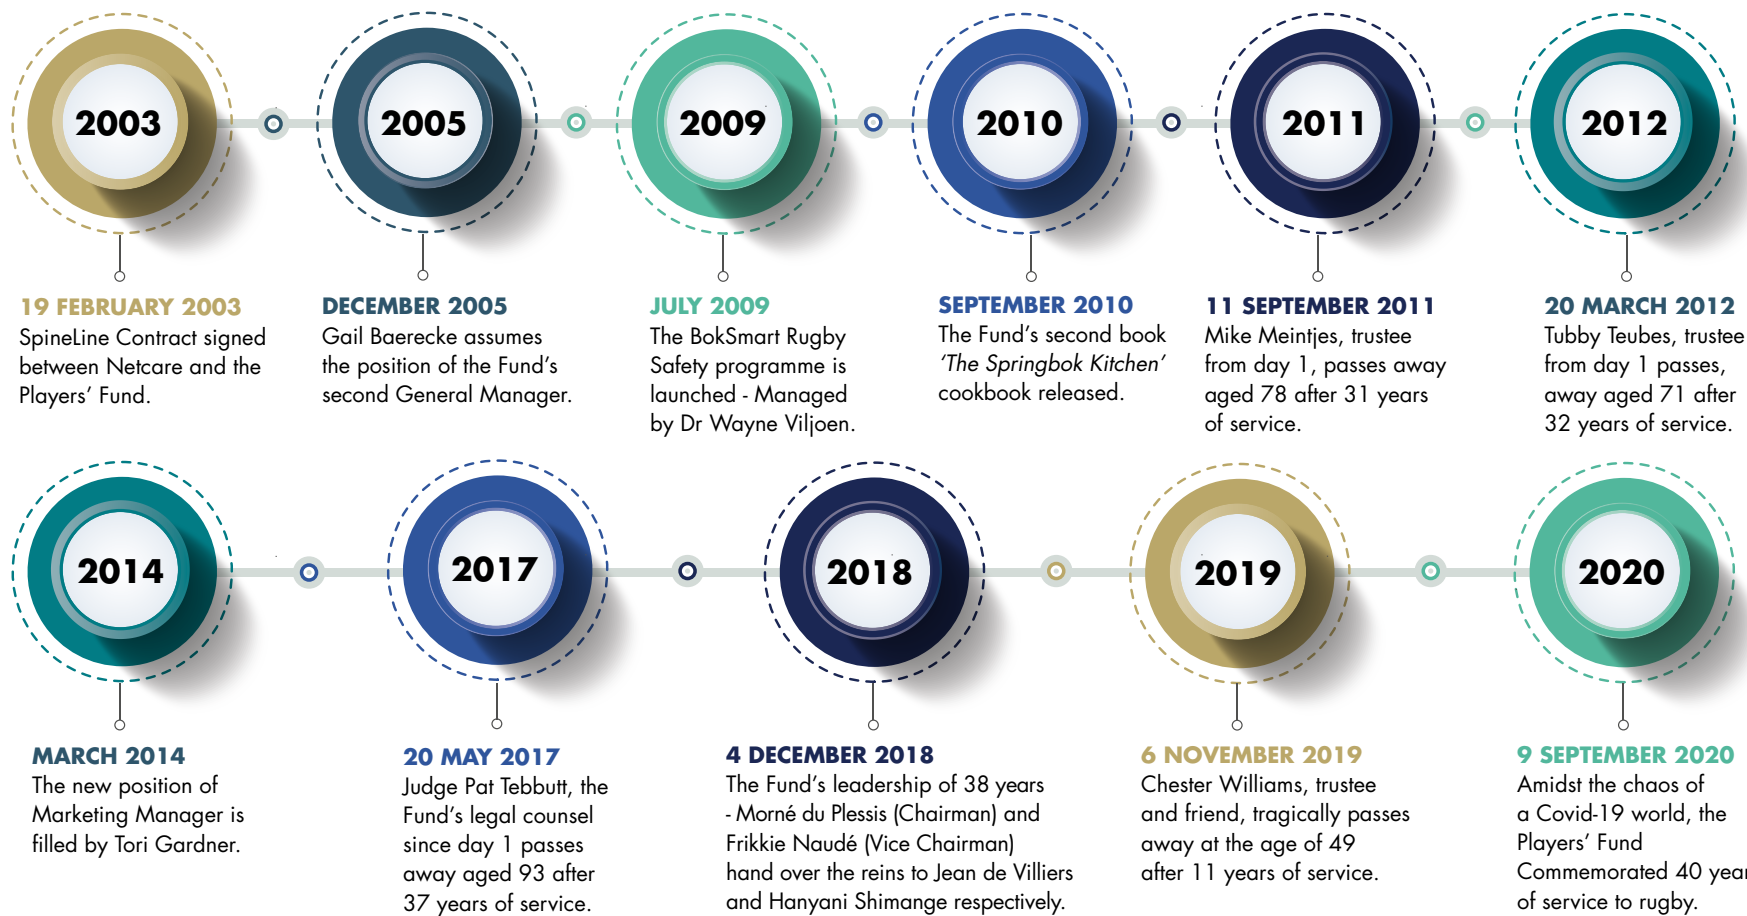 2003
2005
2009
2010
2011
2012
19 FEBRUARY 2003
SpineLine Contract signed
between Netcare and the
Players' Fund.
DECEMBER 2005
Gail Baerecke assumes
the position of the Fund's
second General Manager.
JULY 2009
The BokSmart Rugby
Safety programme is
launched - Managed
by Dr Wayne Viljoen.
SEPTEMBER 2010
The Fund's second book
'The Springbok Kitchen'
cookbook released.
11 SEPTEMBER 2011
Mike Meintjes, trustee
from day 1, passes away
aged 78 after 31 years
of service.
20 MARCH 2012
Tubby Teubes, trustee
from day 1 passes,
away aged 71 after
32 years of service.
2014
2017
2018
2019
2020
MARCH 2014
The new position of
Marketing Manager is
filled by Tori Gardner.
20 MAY 2017
Judge Pat Tebbutt, the
Fund's legal counsel
since day 1 passes
away aged 93 after
37 years of service.
4 DECEMBER 2018
The Fund's leadership of 38 years
- Morné du Plessis (Chairman) and
Frikkie Naudé (Vice Chairman)
hand over the reins to Jean de Villiers
and Hanyani Shimange respectively.
6 NOVEMBER 2019
Chester Williams, trustee
and friend, tragically passes
away at the age of 49
after 11 years of service.
9 SEPTEMBER 2020
Amidst the chaos of
a Covid-19 world, the
Players' Fund
Commemorated 40 year
of service to rugby.